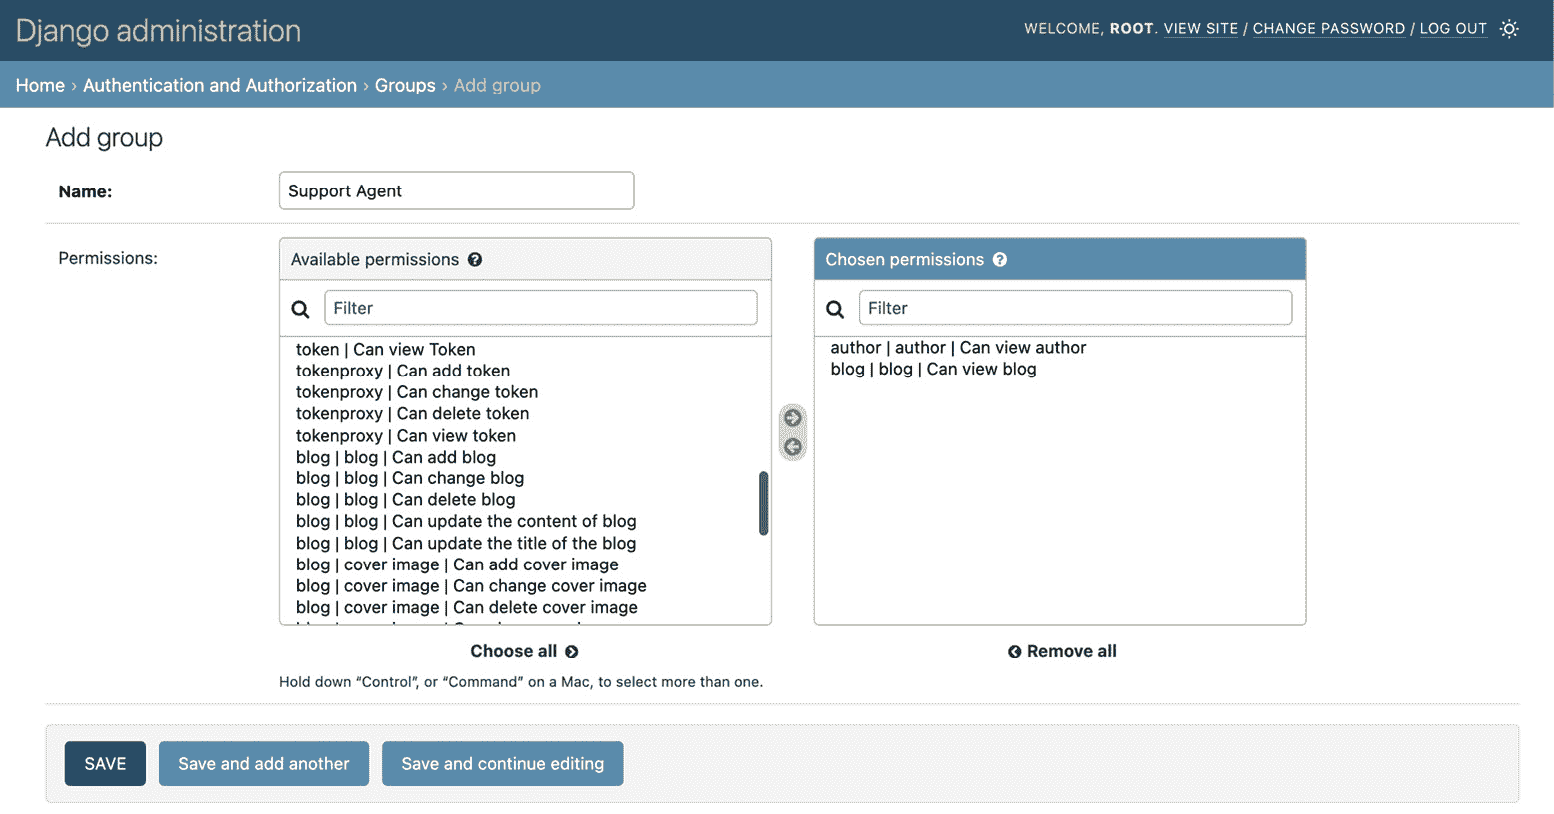 Django administration
WELCOME, ROOT. VIEW SITE / CHANGE PASSWORD / LOG OUT
Home › Authentication and Authorization › Groups › Add group
Add group
Name:
Support Agent
Permissions:
Available permissions ?
Filter
token | Can view Token
tokenproxy | Can add token
tokenproxy | Can change token
tokenproxy | Can delete token
tokenproxy | Can view token
blog | blog | Can add blog
blog | blog | Can change blog
blog | blog | Can delete blog
blog | blog | Can update the content of blog
blog | blog | Can update the title of the blog
blog | cover image | Can add cover image
blog | cover image | Can change cover image
blog | cover image | Can delete cover image
Choose all
Hold down “Control”, or “Command” on a Mac, to select more than one.
Chosen permissions ?
Filter
author | author | Can view author
blog | blog | Can view blog
Remove all
SAVE
Save and add another
Save and continue editing